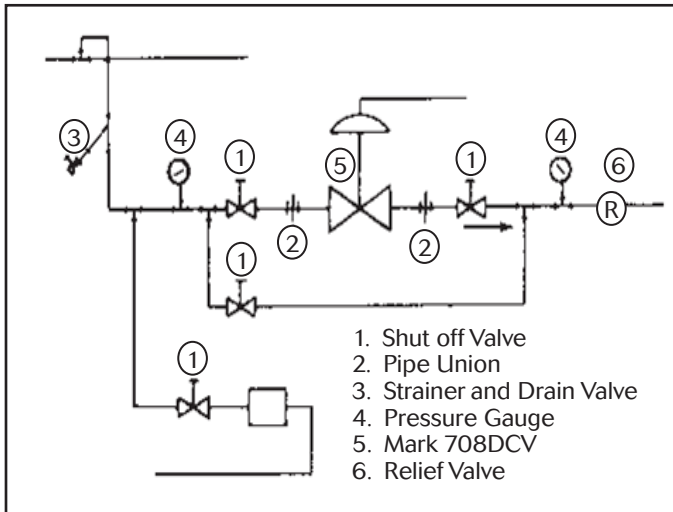 3 4 1 5 1 4 6
R
2 2
1
1
1. Shut off Valve
2. Pipe Union
3. Strainer and Drain Valve
4. Pressure Gauge
5. Mark 708DCV
6. Relief Valve